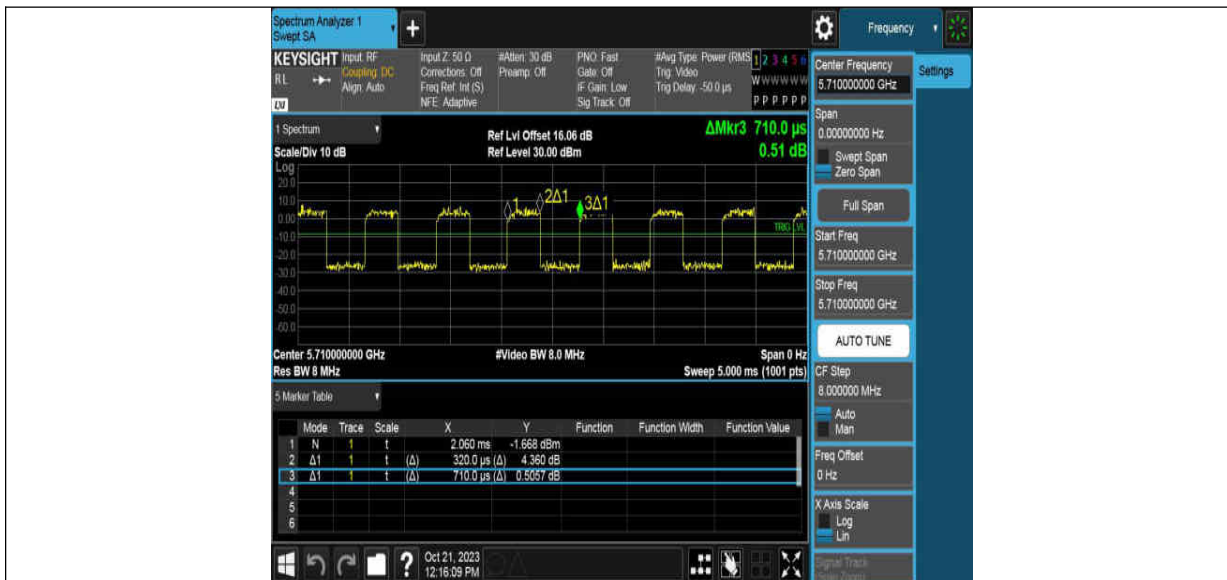 Spectrum Analyzer 1
Swept SA
+
Frequency
KEYSIGHT
RL
LXI
Input: RF
Coupling: DC
Align: Auto
Input Z: 50 Ω
Corrections: Off
Freq Ref: Int (S)
NFE: Adaptive
#Atten: 30 dB
Preamp: Off
PNO: Fast
Gate: Off
IF Gain: Low
Sig Track: Off
#Avg Type: Power (RMS
Trig: Video
Trig Delay: -50.0 µs
1 2 3 4 5 6
W W W W W W
P P P P P P
Center Frequency
5.710000000 GHz
Settings
Span
0.00000000 Hz
Swept Span
Zero Span
Full Span
Start Freq
5.710000000 GHz
Stop Freq
5.710000000 GHz
AUTO TUNE
CF Step
8.000000 MHz
Auto
Man
Freq Offset
0 Hz
X Axis Scale
Log
Lin
Signal Track
1 Spectrum
Scale/Div 10 dB
Ref Lvl Offset 16.06 dB
Ref Level 30.00 dBm
ΔMkr3 710.0 µs
0.51 dB
Log
20.0
10.0
0.00
-10.0
-20.0
-30.0
-40.0
-50.0
-60.0
1
2Δ1
3Δ1
TRIG LVL
Center 5.710000000 GHz
Res BW 8 MHz
#Video BW 8.0 MHz
Span 0 Hz
Sweep 5.000 ms (1001 pts)
5 Marker Table
Mode Trace Scale X Y Function Function Width Function Value
1 N 1 t 2.060 ms -1.668 dBm
2 Δ1 1 t (Δ) 320.0 µs (Δ) 4.360 dB
3 Δ1 1 t (Δ) 710.0 µs (Δ) 0.5057 dB
4
5
6
?
Oct 21, 2023
12:16:09 PM